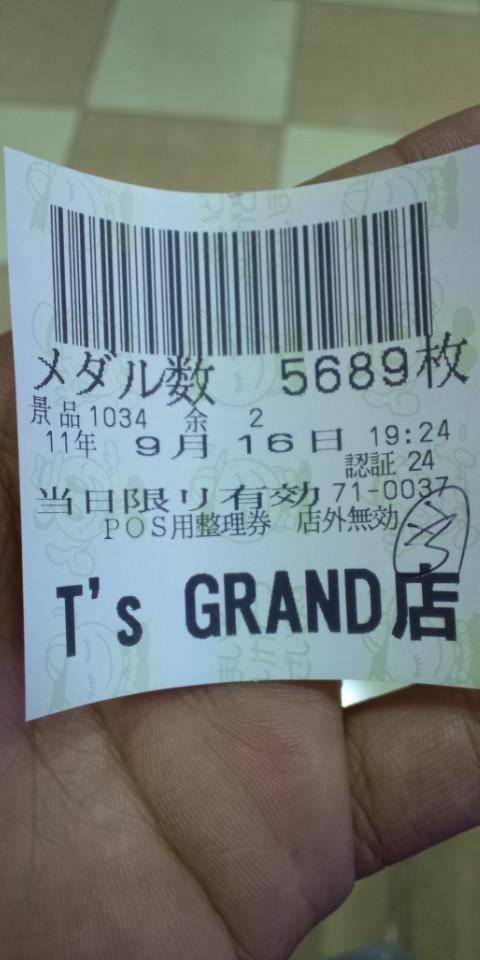 メダル数 5689枚
景品1034 余 2
11年 9月16日 19:24
認証 24
当日限り有効 71-0037
POS用整理券 店外無効
T's GRAND店